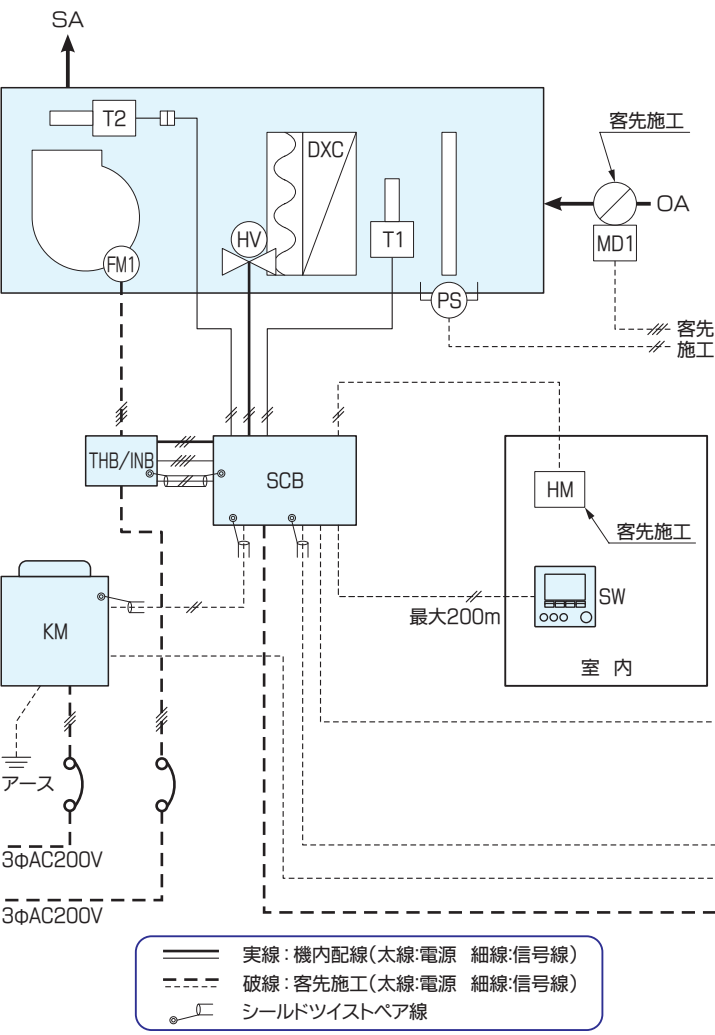 SA
T2
DXC
客先施工
OA
HV
T1
MD1
FM1
PS
客先
施工
THB/INB
SCB
HM
客先施工
KM
SW
最大200m
室 内
アース
3φAC200V
3φAC200V
実線：機内配線(太線:電源 細線:信号線)
破線：客先施工(太線:電源 細線:信号線)
シールドツイストペア線